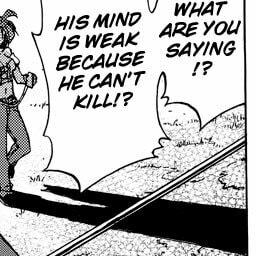 WHAT
ARE YOU
SAYING
!?
HIS MIND
IS WEAK
BECAUSE
HE CAN'T
KILL!?